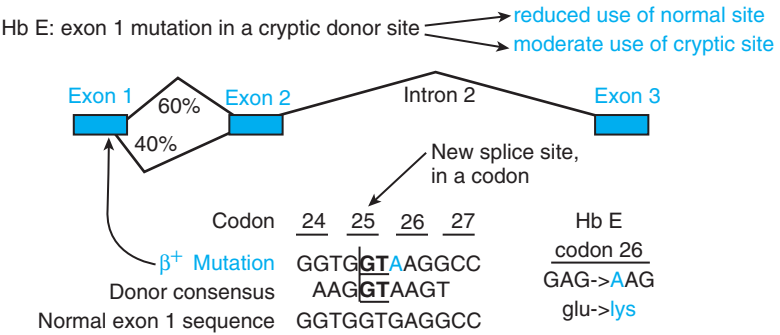 Hb E: exon 1 mutation in a cryptic donor site
reduced use of normal site
moderate use of cryptic site
Exon 1
60%
Exon 2
Intron 2
Exon 3
40%
New splice site,
in a codon
Codon 24 25 26 27
β+ Mutation GGTGGTAAGGCC
Donor consensus AAGGTAAGT
Normal exon 1 sequence GGTGGTGAGGCC
Hb E
codon 26
GAG->AAG
glu->lys